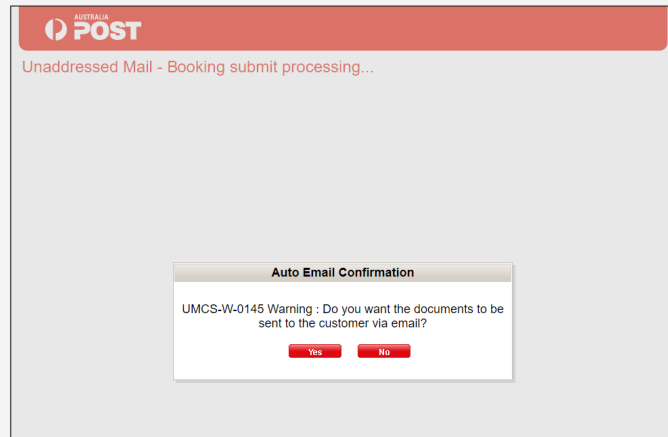 AUSTRALIA
POST
Unaddressed Mail - Booking submit processing...
Auto Email Confirmation
UMCS-W-0145 Warning : Do you want the documents to be
sent to the customer via email?
Yes No